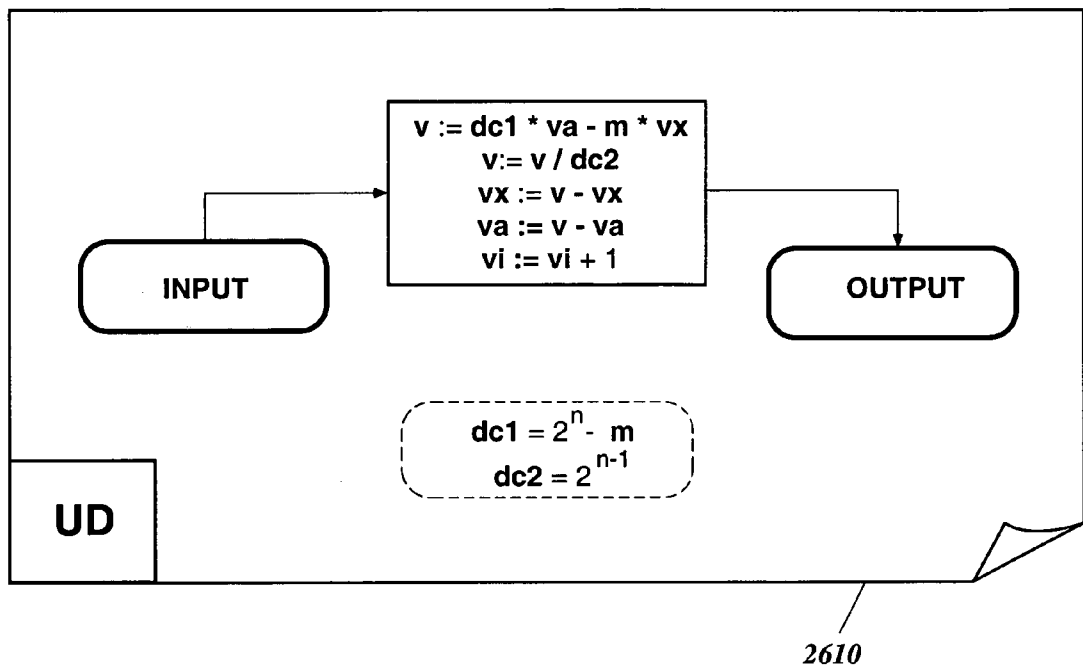 v := dc1 * va - m * vx
v:= v / dc2
vx := v - vx
va := v - va
vi := vi + 1
INPUT
OUTPUT
dc1 = 2^n - m
dc2 = 2^n-1
UD
2610